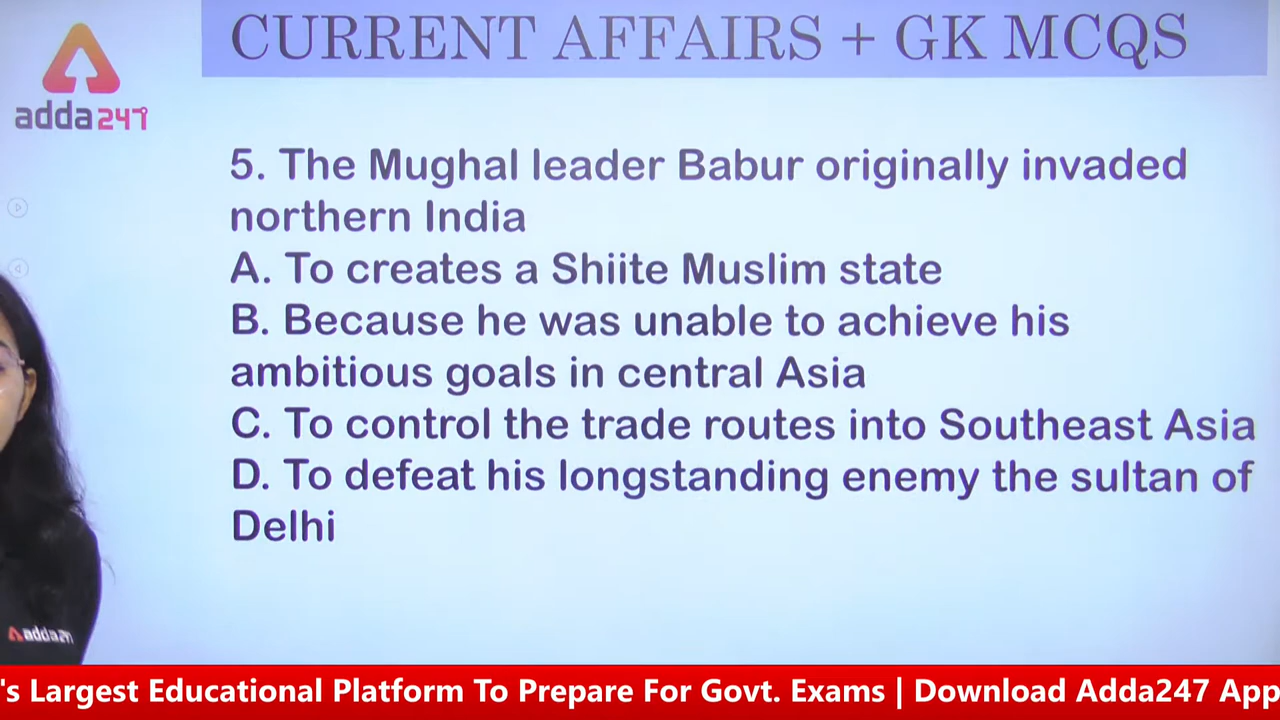 CURRENT AFFAIRS + GK MCQS
adda247
5. The Mughal leader Babur originally invaded
northern India
A. To creates a Shiite Muslim state
B. Because he was unable to achieve his
ambitious goals in central Asia
C. To control the trade routes into Southeast Asia
D. To defeat his longstanding enemy the sultan of
Delhi
adda247
's Largest Educational Platform To Prepare For Govt. Exams | Download Adda247 App